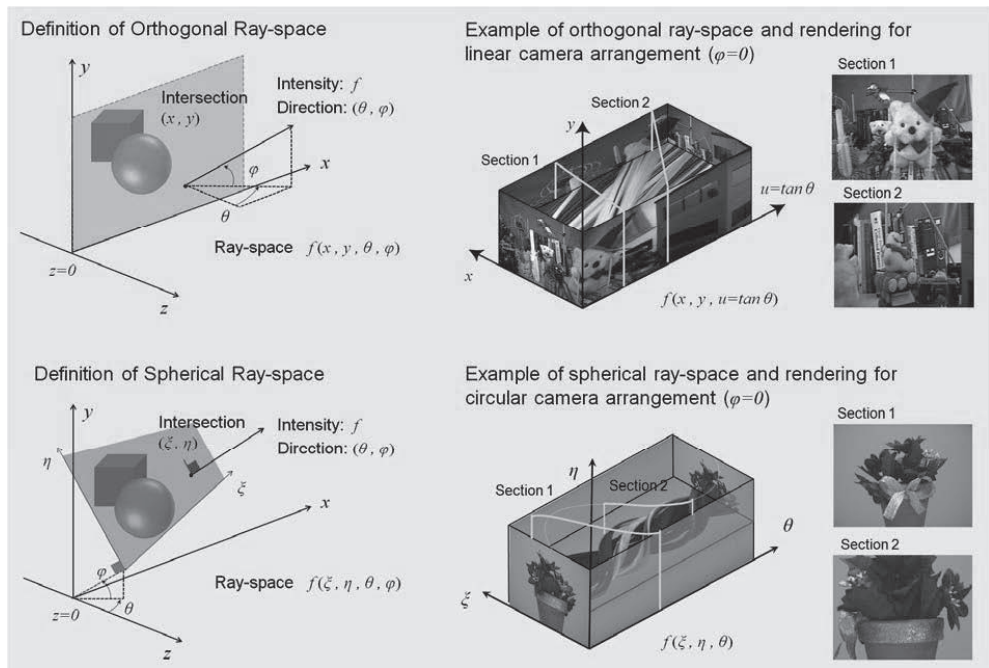 Definition of Orthogonal Ray-space
y
Intersection
(x, y)
Intensity: f
Direction: (θ, φ)
φ
x
θ
Ray-space f(x, y, θ, φ)
z=0
z
Example of orthogonal ray-space and rendering for
linear camera arrangement (φ=0)
Section 1
Section 2
y
Section 1
u=tanθ
Section 2
x
f(x, y, u=tanθ)
Definition of Spherical Ray-space
y
Intersection
(ξ, η)
Intensity: f
Dircction: (θ, φ)
η
ξ
x
φ
Ray-space f(ξ, η, θ, φ)
z=0
θ
z
Example of spherical ray-space and rendering for
circular camera arrangement (φ=0)
Section 1
η
Section 1
Section 2
θ
Section 2
ξ
f(ξ, η, θ)